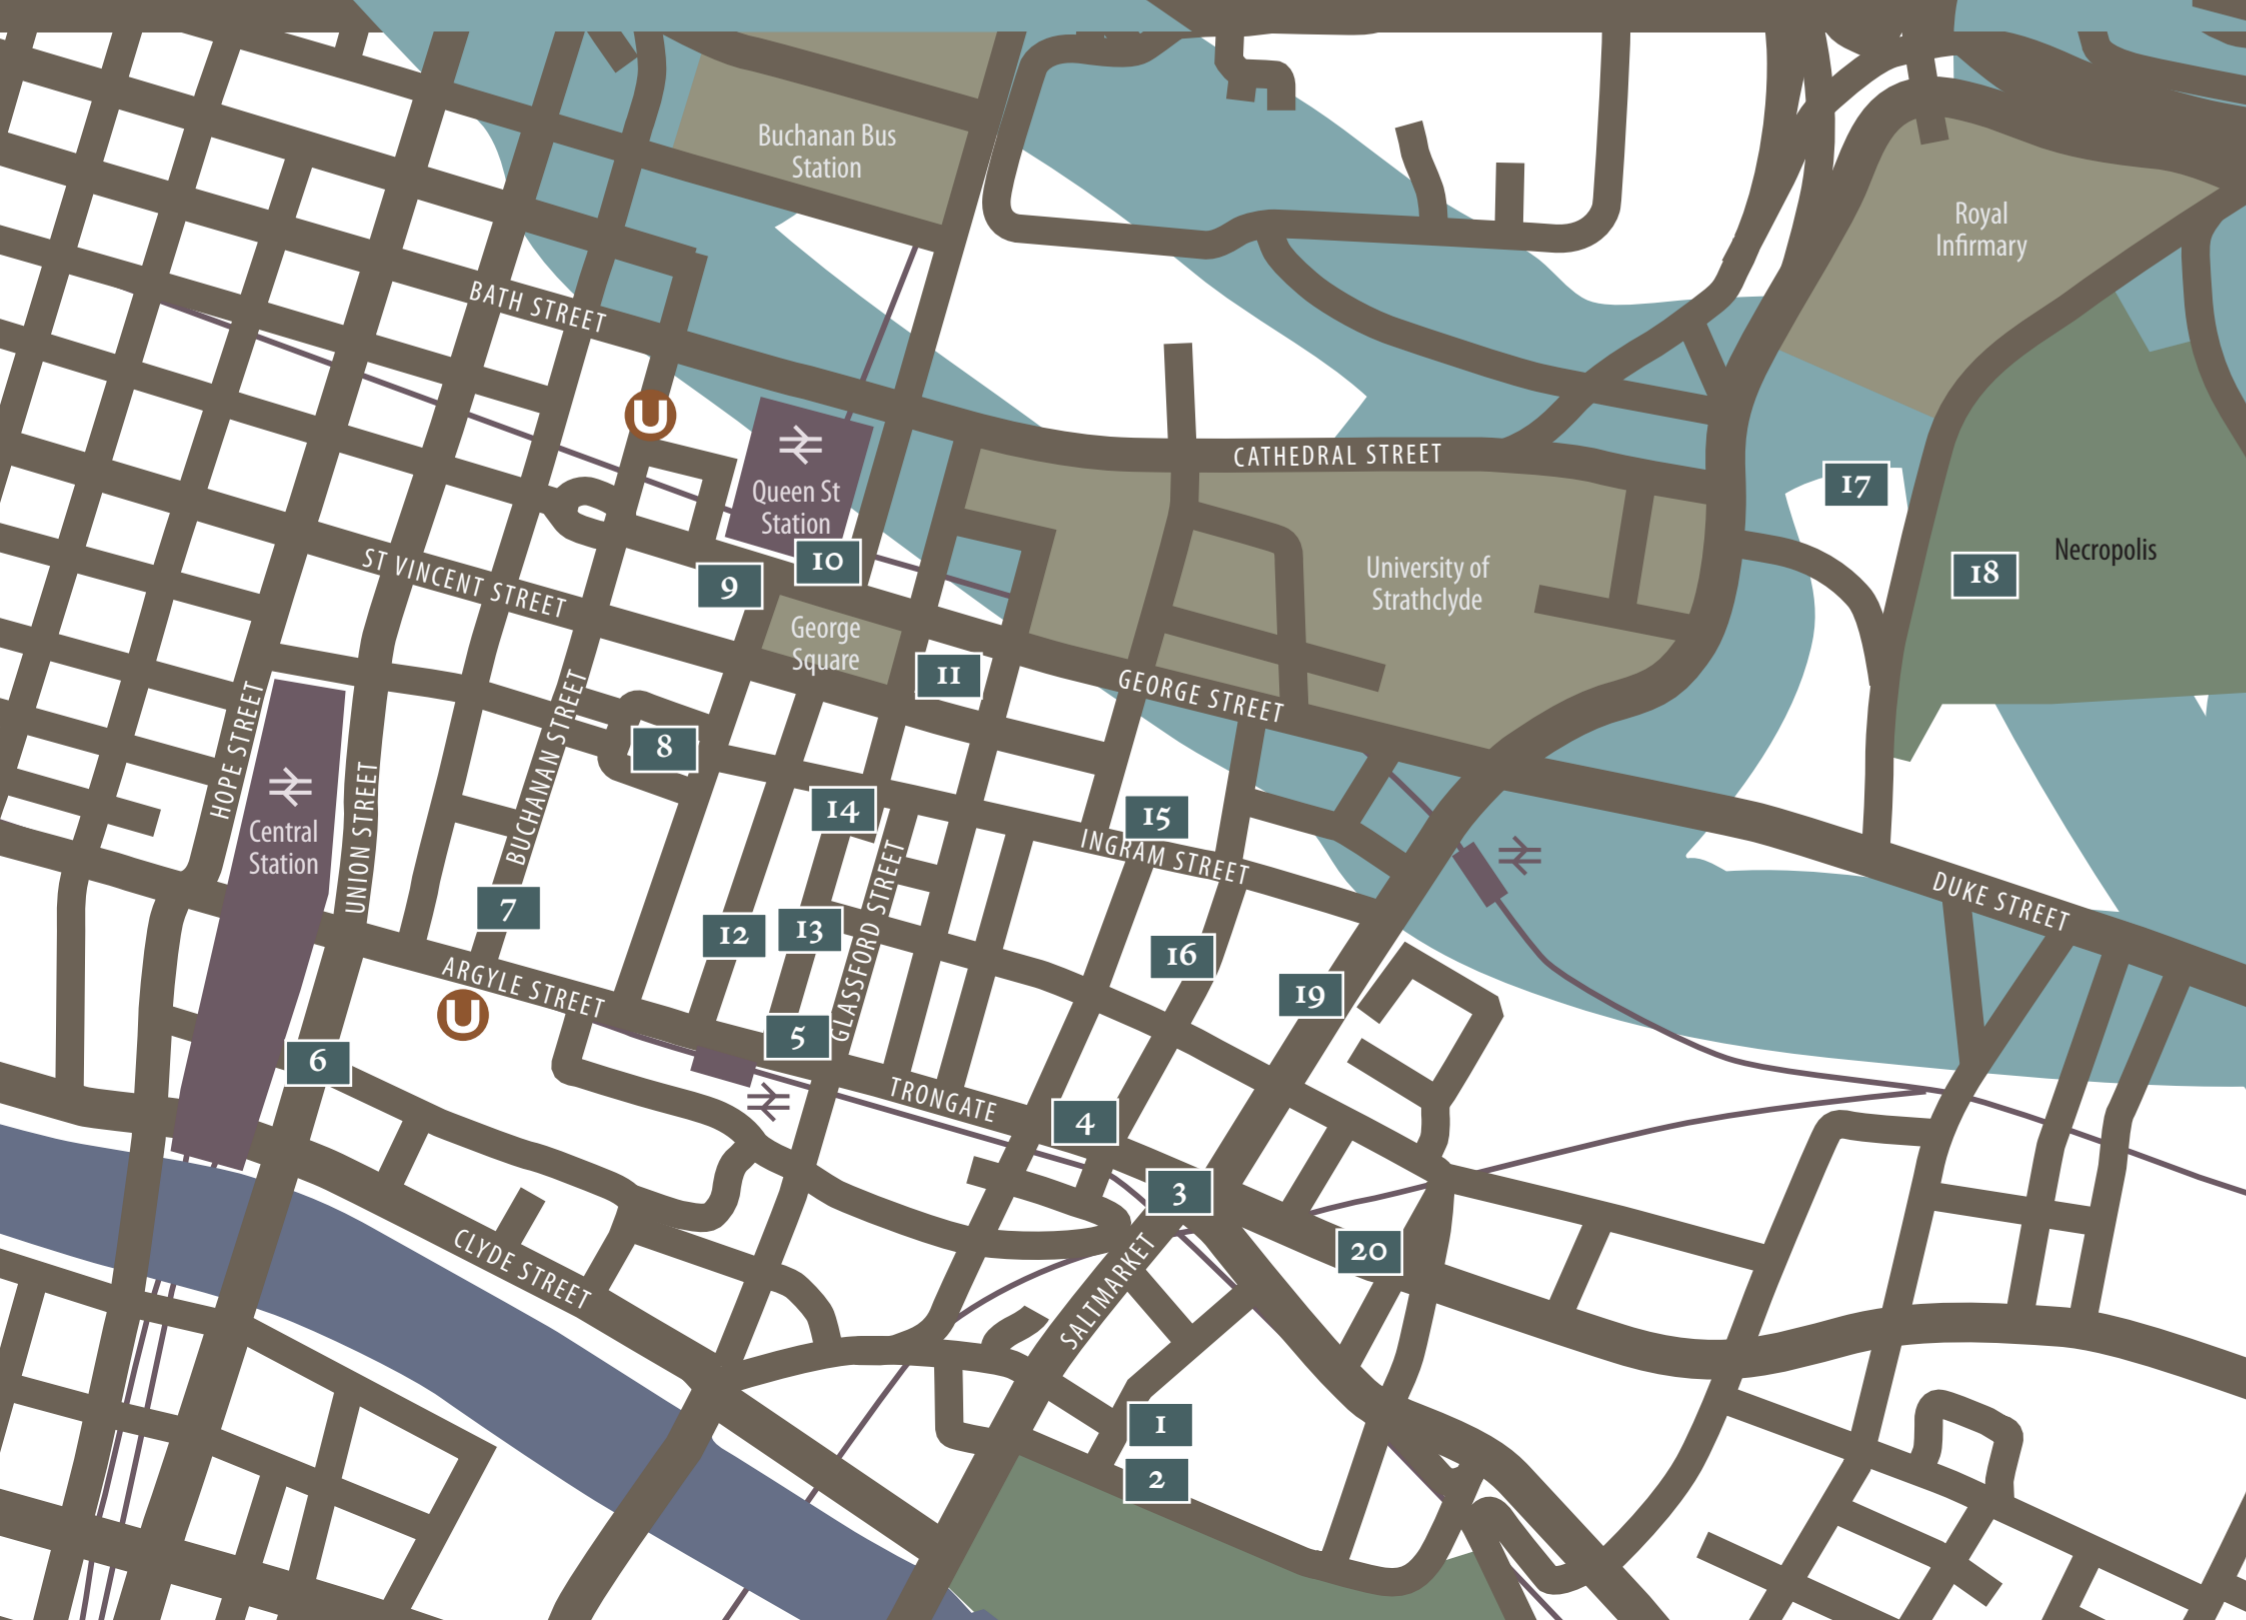 Buchanan Bus
Station
Royal
Infirmary
BATH STREET
U
CATHEDRAL STREET
Queen St
Station
17
Necropolis
18
10
9
ST VINCENT STREET
University of
Strathclyde
George
Square
11
GEORGE STREET
HOPE STREET
BUCHANAN STREET
8
UNION STREET
Central
Station
14
15
INGRAM STREET
GLASSFORD STREET
DUKE STREET
7
12
13
16
ARGYLE STREET
19
U
5
6
TRONGATE
4
3
20
CLYDE STREET
SALTMARKET
1
2